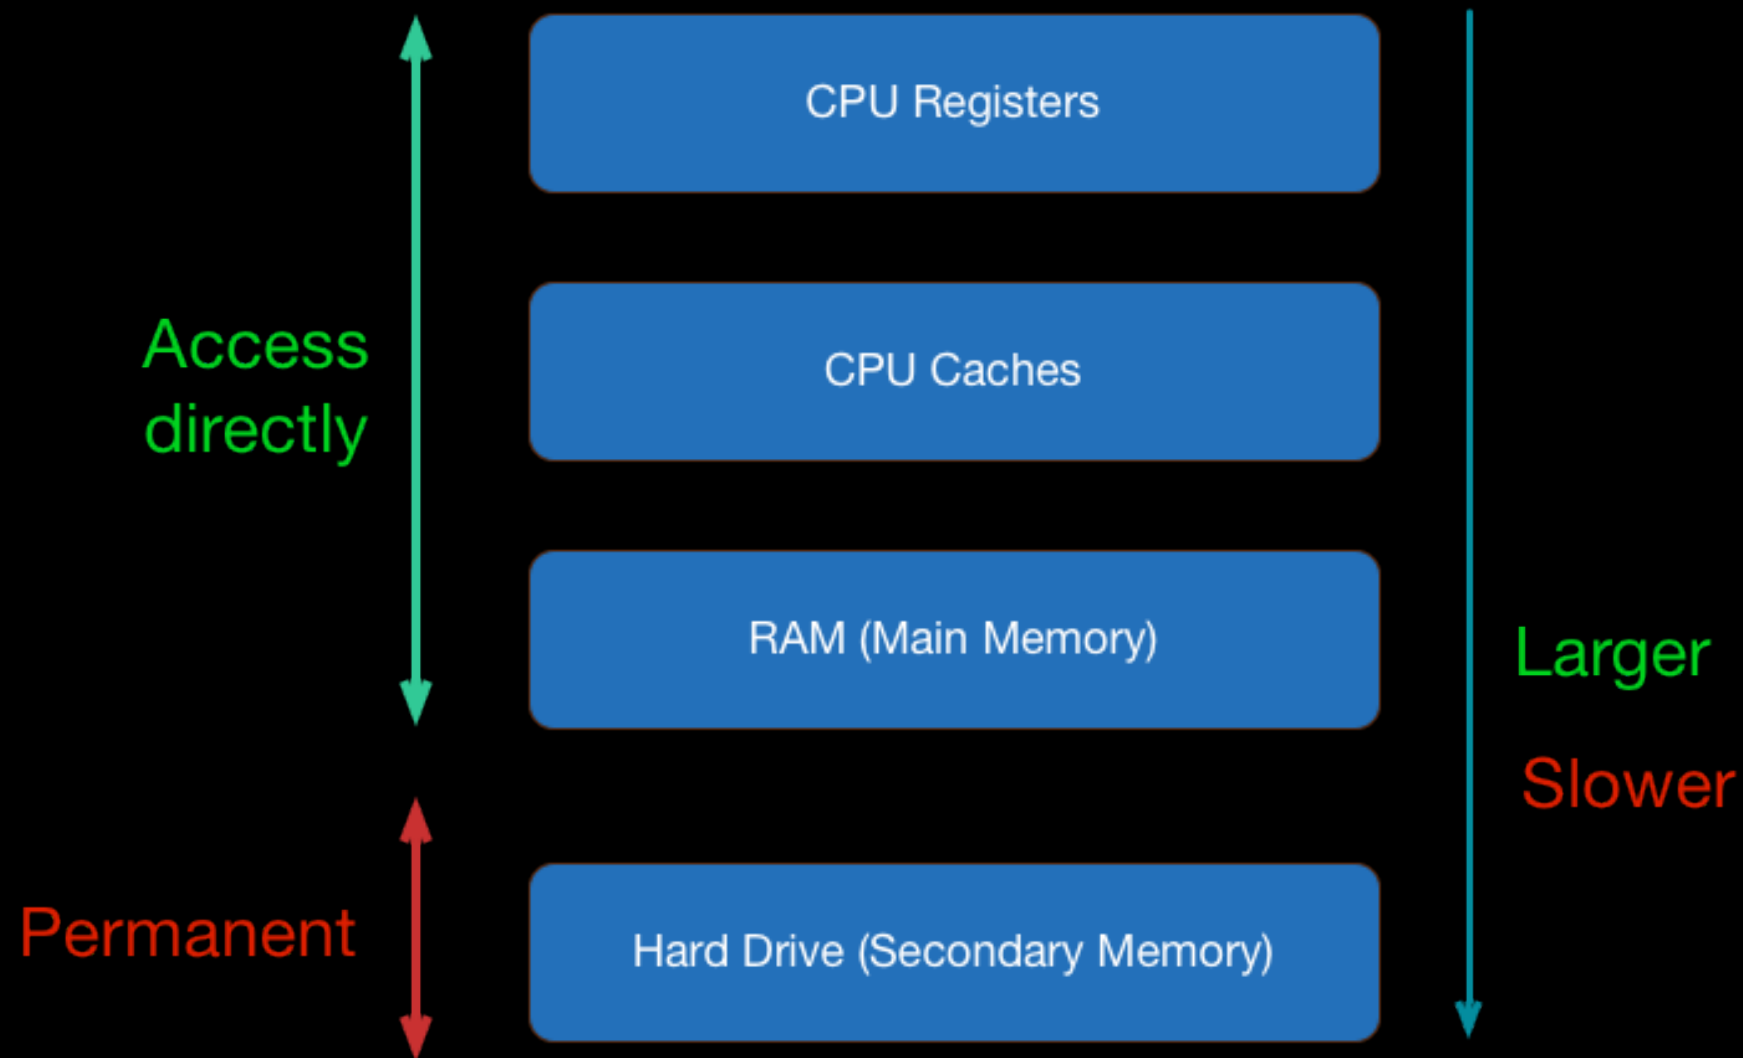 CPU Registers
Access
directly
CPU Caches
RAM (Main Memory)
Larger
Slower
Permanent
Hard Drive (Secondary Memory)